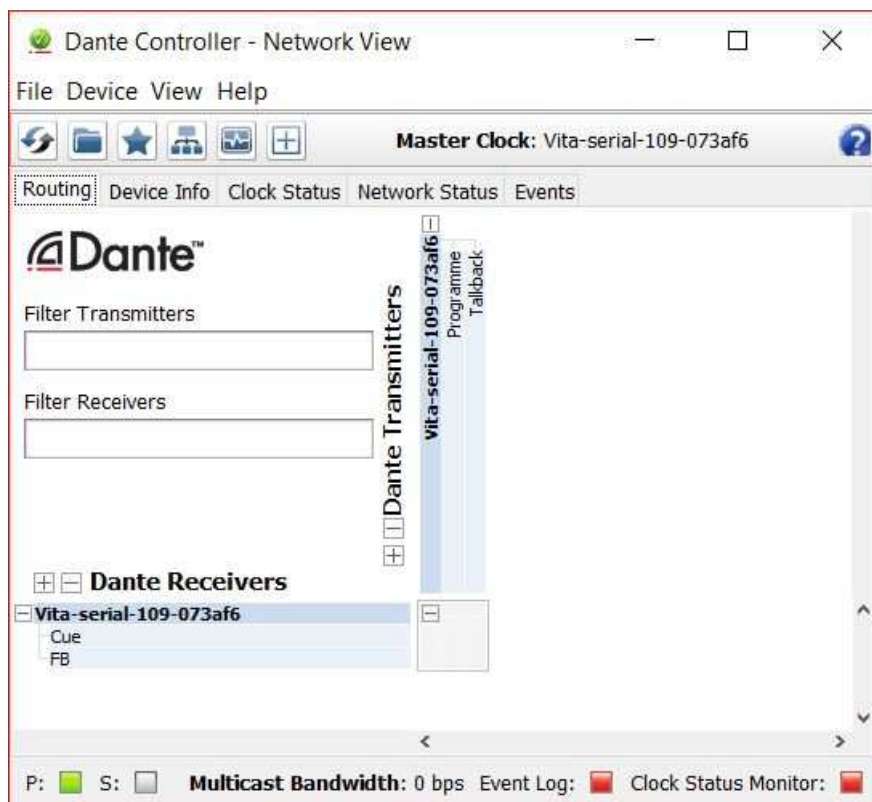 Dante Controller - Network View
File Device View Help
Master Clock: Vita-serial-109-073af6
Routing Device Info Clock Status Network Status Events
Dante™
Filter Transmitters
Filter Receivers
Dante Transmitters
Vita-serial-109-073af6
Programme
Talkback
Dante Receivers
Vita-serial-109-073af6
Cue
FB
P: S: Multicast Bandwidth: 0 bps Event Log: Clock Status Monitor: